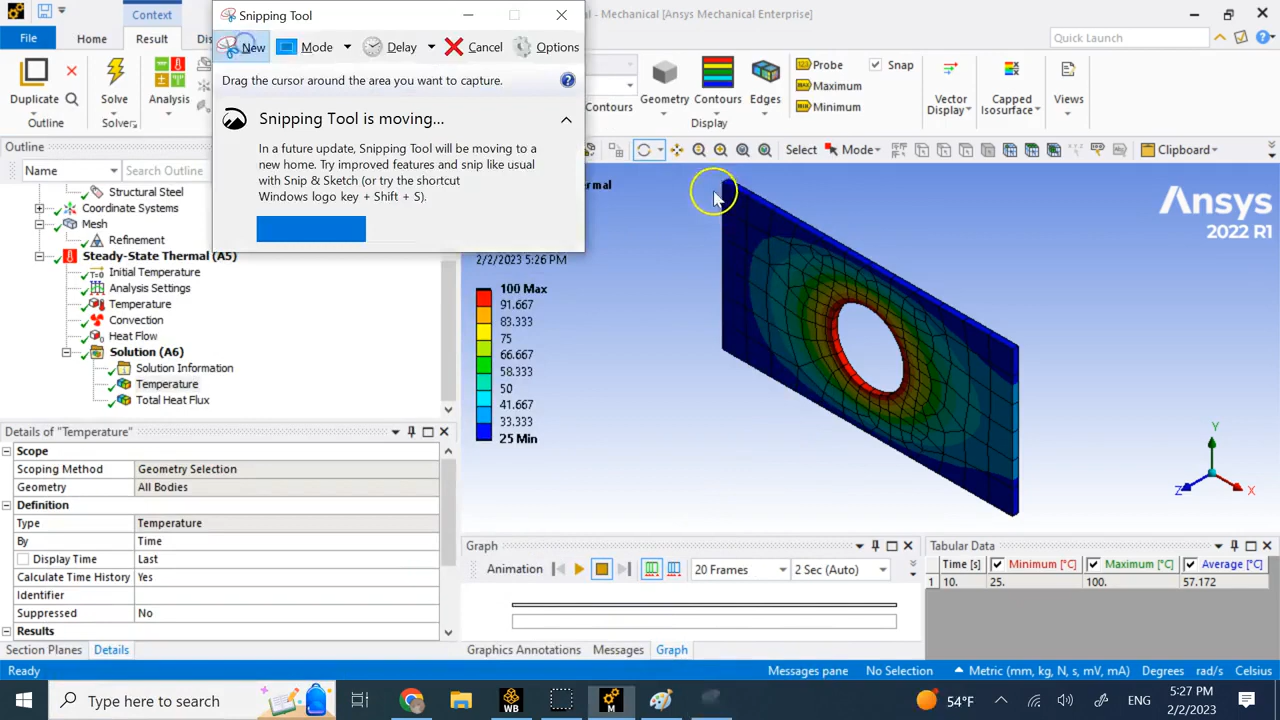 Context
Snipping Tool
- Mechanical [Ansys Mechanical Enterprise]
File
Home
Result
New
Mode
Delay
Cancel
Options
Quick Launch
Drag the cursor around the area you want to capture.
Duplicate
Solve
Analysis
Outline
Solver
Snipping Tool is moving...
In a future update, Snipping Tool will be moving to a
new home. Try improved features and snip like usual
with Snip & Sketch (or try the shortcut
Windows logo key + Shift + S).
Contours
Geometry
Contours
Edges
Display
Probe
Snap
Maximum
Minimum
Vector
Display
Capped
Isosurface
Views
Outline
Select
Mode
Clipboard
Name
Search Outline
Structural Steel
Coordinate Systems
Mesh
Refinement
Steady-State Thermal (A5)
Initial Temperature
Analysis Settings
Temperature
Convection
Heat Flow
Solution (A6)
Solution Information
Temperature
Total Heat Flux
2/2/2023 5:26 PM
100 Max
91.667
83.333
75
66.667
58.333
50
41.667
33.333
25 Min
Ansys
2022 R1
Y
Z
X
Details of "Temperature"
Scope
Scoping Method Geometry Selection
Geometry All Bodies
Definition
Type Temperature
By Time
Display Time Last
Calculate Time History Yes
Identifier
Suppressed No
Results
Section Planes
Details
Graph
Animation
20 Frames
2 Sec (Auto)
Graphics Annotations
Messages
Graph
Tabular Data
Time [s] Minimum [°C] Maximum [°C] Average [°C]
1 10. 25. 100. 57.172
Ready
Messages pane
No Selection
Metric (mm, kg, N, s, mV, mA)
Degrees
rad/s
Celsius
Type here to search
WB
M
54°F
ENG
5:27 PM
2/2/2023